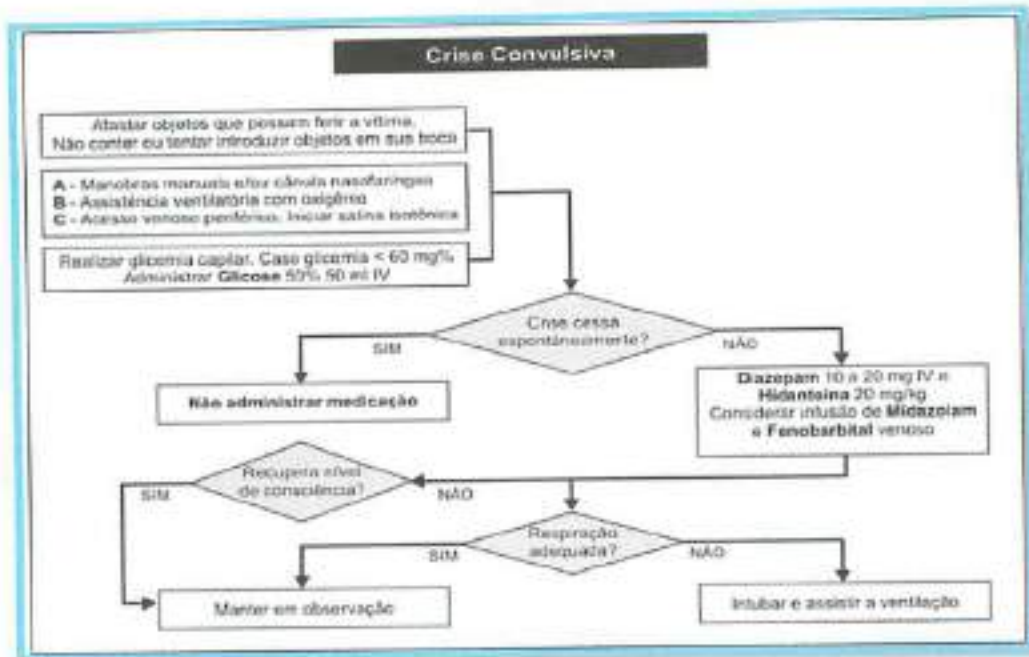 Crise Convulsiva
Afastar objetos que possam ferir a vítima.
Não conter ou tentar introduzir objetos em sua boca
A - Manobras manuais e/ou cânula nasofaríngea
B - Assistência ventilatória com oxigênio
C - Acesso venoso periférico. Iniciar salina isotônica
Realizar glicemia capilar. Caso glicemia < 60 mg%
Administrar Glicose 50% 50 ml IV
Crise cessa
espontâneamente?
SIM
NÃO
Não administrar medicação
Diazepam 10 a 20 mg IV e
Hidanteína 20 mg/kg
Considerar infusão de Midazolam
e Fenobarbital venoso
Recupera nível
de consciência?
SIM
NÃO
Respiração
adequada?
SIM
NÃO
Manter em observação
Intubar e assistir a ventilação